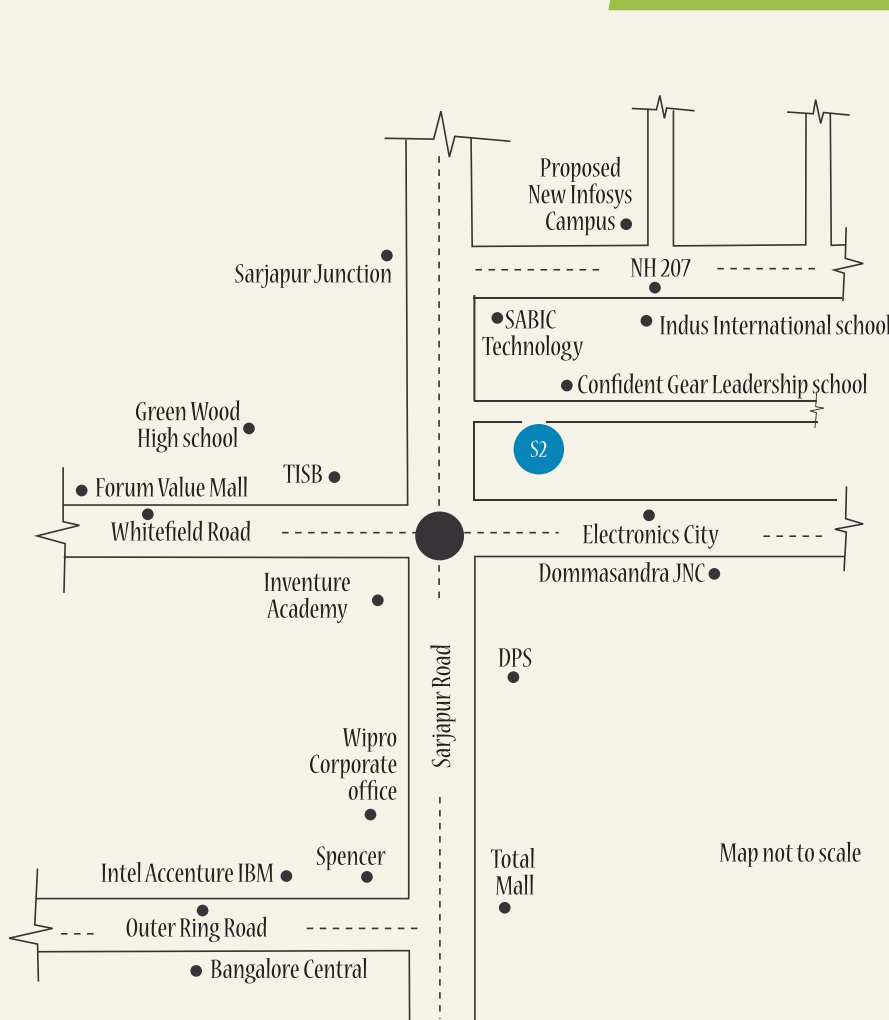 Proposed
New Infosys
Campus
Sarjapur Junction
NH 207
SABIC
Technology
Indus International school
Confident Gear Leadership school
Green Wood
High school
S2
TISB
Forum Value Mall
Whitefield Road
Electronics City
Dommasandra JNC
Inventure
Academy
DPS
Sarjapur Road
Wipro
Corporate
office
Spencer
Intel Accenture IBM
Total
Mall
Map not to scale
Outer Ring Road
Bangalore Central